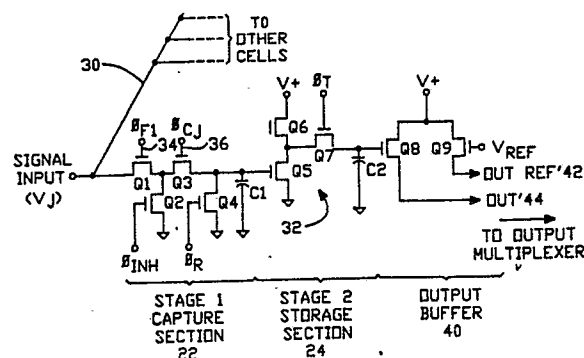 TO
OTHER
CELLS
30
V+
ØT
V+
ØF1
ØCJ
34
36
Q6
SIGNAL
INPUT
(VJ)
Q1
Q3
Q7
Q8
Q9
VREF
Q2
Q4
C1
Q5
C2
OUT REF'42
OUT'44
32
TO OUTPUT
MULTIPLEXER
ØINH
ØR
STAGE 1
CAPTURE
SECTION
22
STAGE 2
STORAGE
SECTION
24
OUTPUT
BUFFER
40